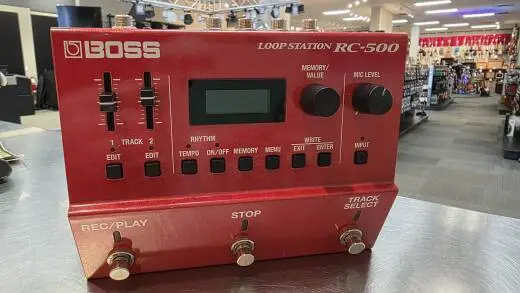 BOSS
LOOP STATION RC-500
MEMORY/
VALUE
MIC LEVEL
RHYTHM
WRITE
1 TRACK 2
EDIT EDIT
TEMPO ON/OFF MEMORY MENU EXIT ENTER
INPUT
REC/PLAY
STOP
TRACK
SELECT